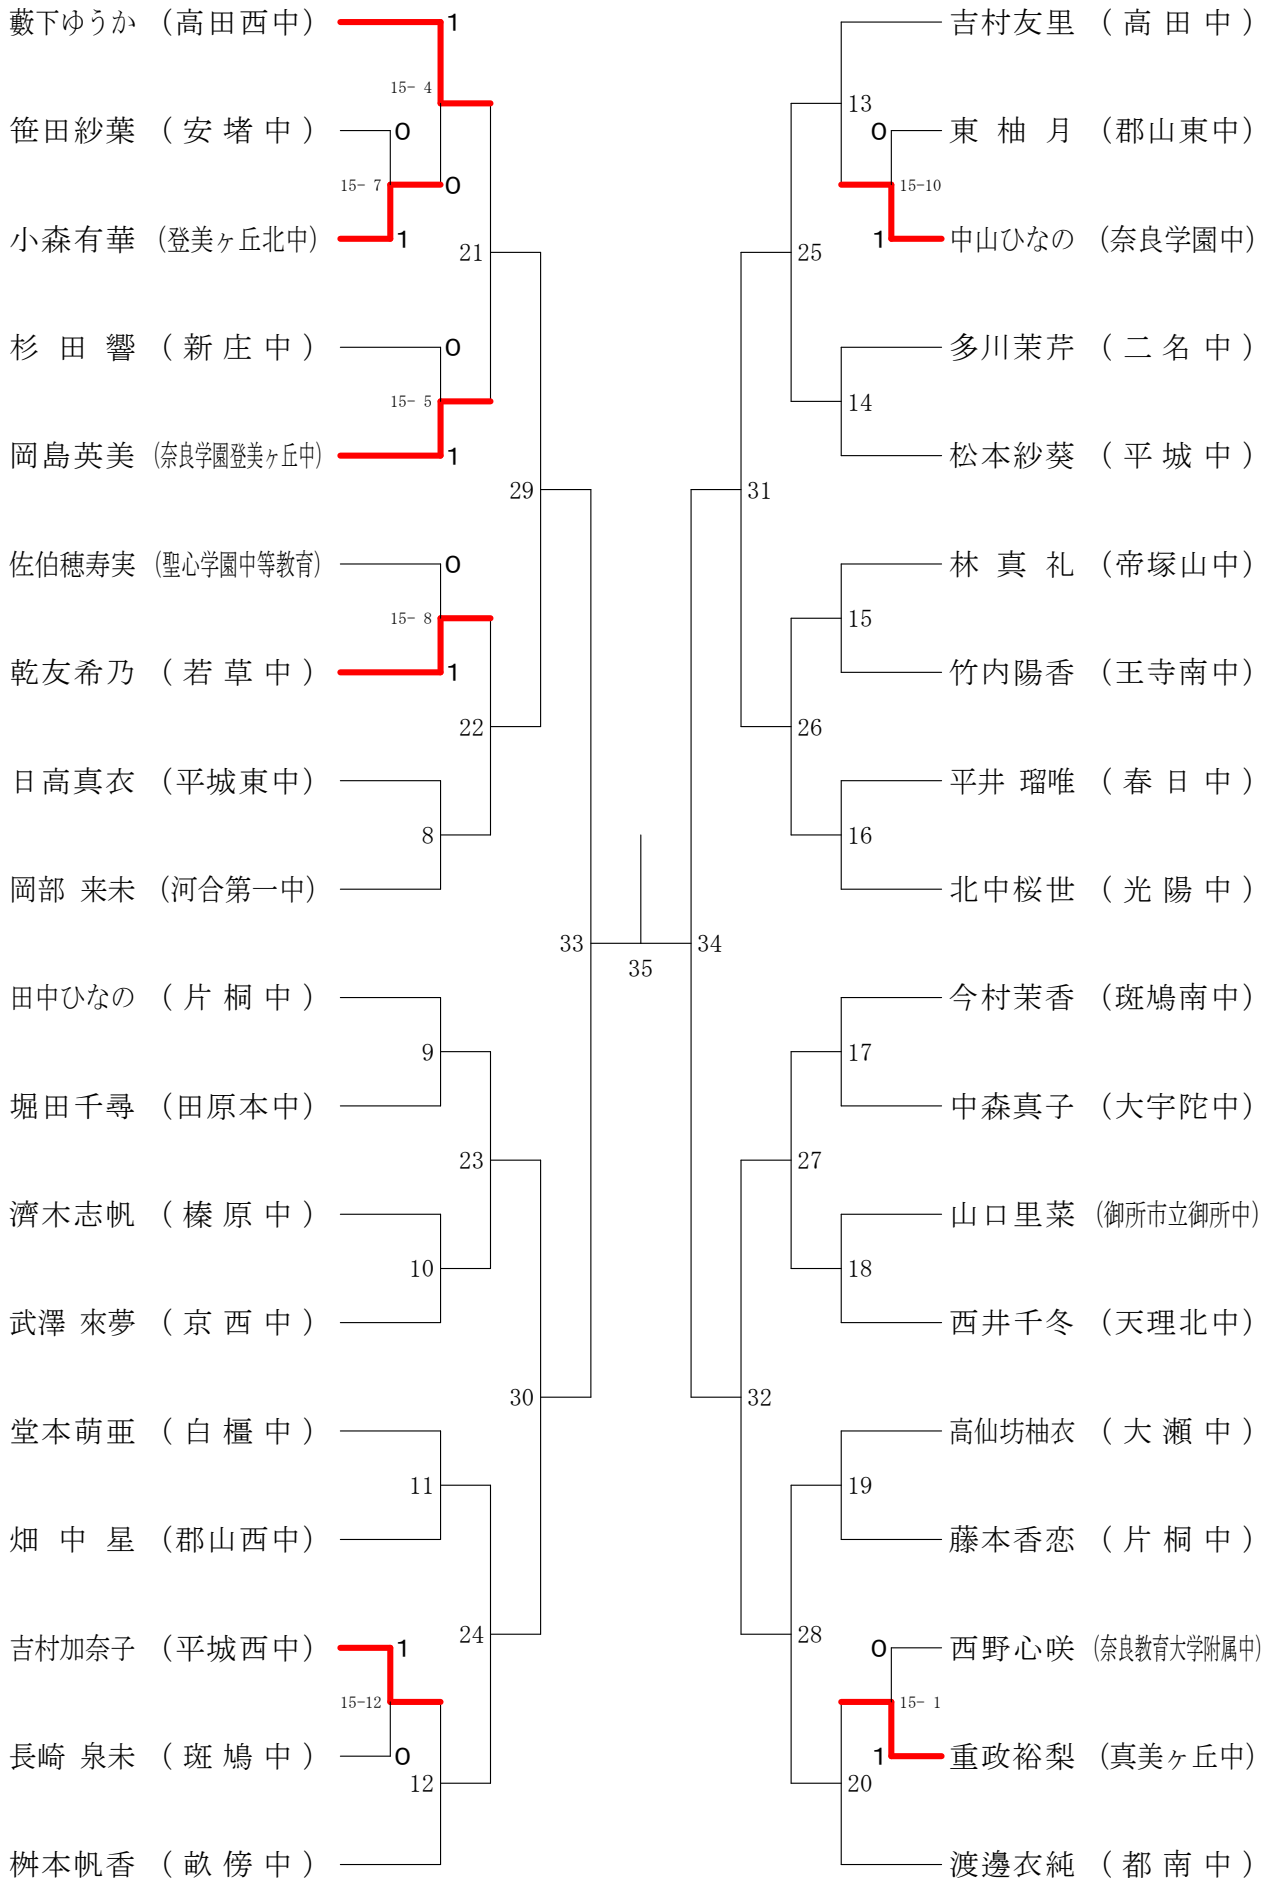 藪下ゆうか （高田西中） 1
15- 4
笹田紗葉 （安堵中） 0
15- 7 0
小森有華 （登美ヶ丘北中） 1
21
杉田響 （新庄中） 0
15- 5
岡島英美 （奈良学園登美ヶ丘中） 1
29
佐伯穂寿実 （聖心学園中等教育） 0
15- 8
乾友希乃 （若草中） 1
22
日高真衣 （平城東中）
8
岡部 来未 （河合第一中）
33
35
34
田中ひなの （片桐中）
9
堀田千尋 （田原本中）
23
濟木志帆 （榛原中）
10
武澤 來夢 （京西中）
30
堂本萌亜 （白橿中）
11
畑中星 （郡山西中）
24
吉村加奈子 （平城西中） 1
15-12
長崎 泉未 （斑鳩中） 0
12
桝本帆香 （畝傍中）
吉村友里 （高田中）
13
0 東柚月 （郡山東中）
15-10
1 中山ひなの （奈良学園中）
25
多川茉芹 （二名中）
14
松本紗葵 （平城中）
31
林真礼 （帝塚山中）
15
竹内陽香 （王寺南中）
26
平井 瑠唯 （春日中）
16
北中桜世 （光陽中）
今村茉香 （斑鳩南中）
17
中森真子 （大宇陀中）
27
山口里菜 （御所市立御所中）
18
西井千冬 （天理北中）
32
高仙坊柚衣 （大瀬中）
19
藤本香恋 （片桐中）
28
0 西野心咲 （奈良教育大学附属中）
15- 1
1 重政裕梨 （真美ヶ丘中）
20
渡邊衣純 （都南中）